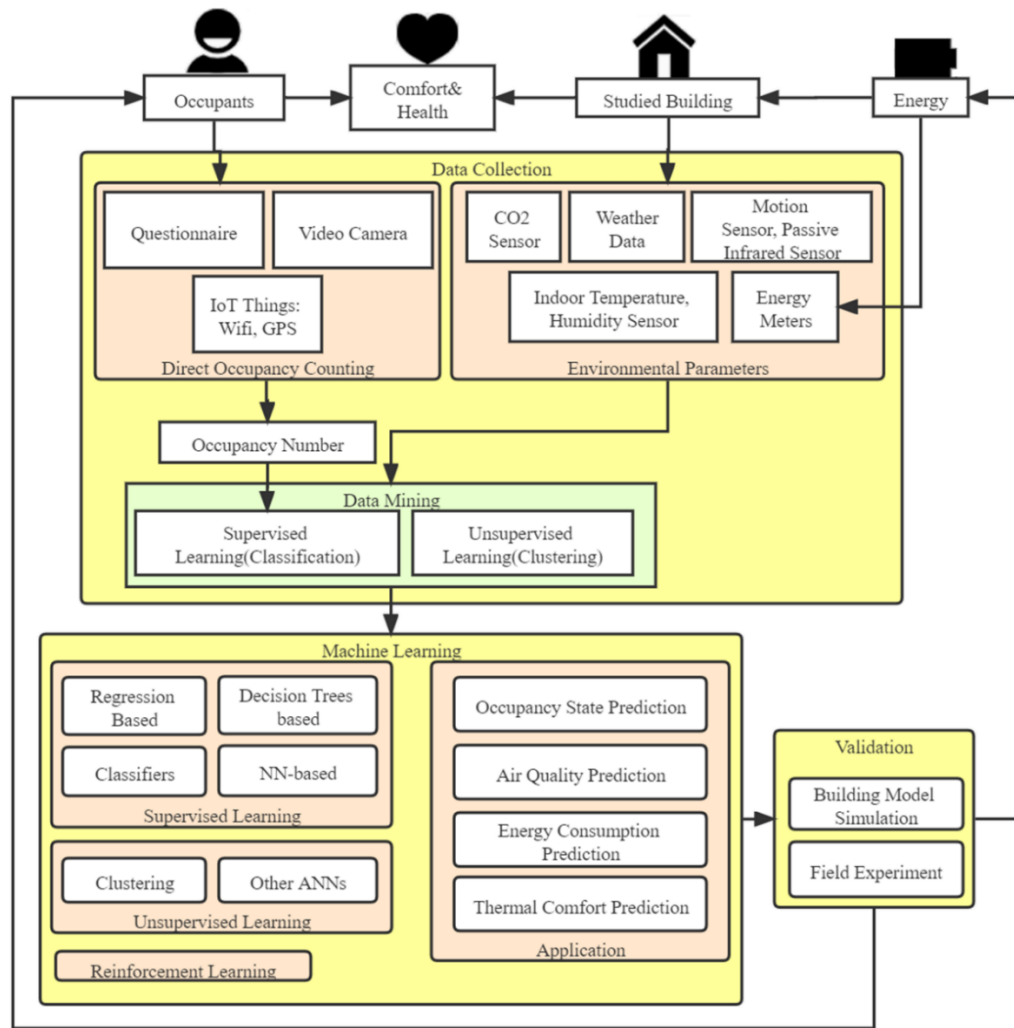 Occupants
Comfort&
Health
Studied Building
Energy
Data Collection
Questionnaire
Video Camera
IoT Things:
Wifi, GPS
Direct Occupancy Counting
CO2
Sensor
Weather
Data
Motion
Sensor, Passive
Infrared Sensor
Indoor Temperature,
Humidity Sensor
Energy
Meters
Environmental Parameters
Occupancy Number
Data Mining
Supervised
Learning(Classification)
Unsupervised
Learning(Clustering)
Machine Learning
Regression
Based
Decision Trees
based
Classifiers
NN-based
Supervised Learning
Clustering
Other ANNs
Unsupervised Learning
Reinforcement Learning
Occupancy State Prediction
Air Quality Prediction
Energy Consumption
Prediction
Thermal Comfort Prediction
Application
Validation
Building Model
Simulation
Field Experiment